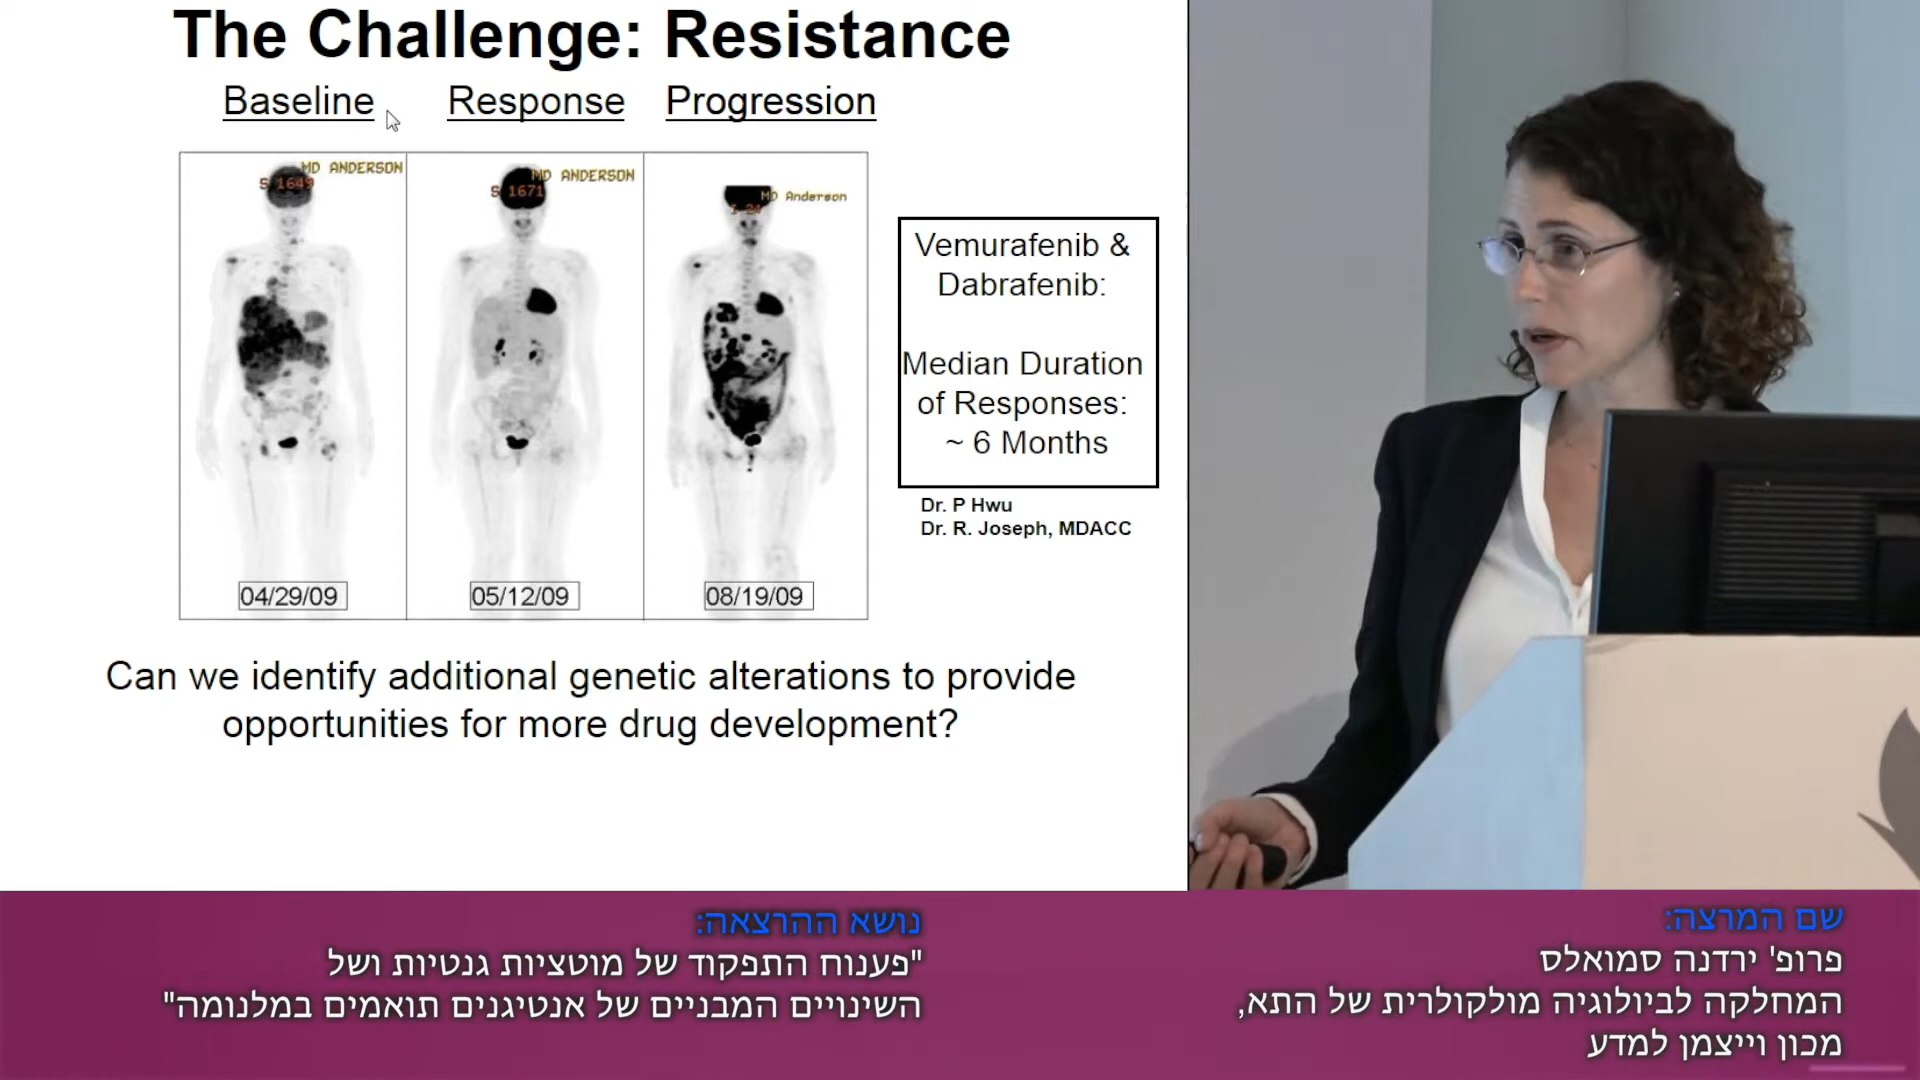 The Challenge: Resistance
Baseline Response Progression
MD ANDERSON
S 1649
MD ANDERSON
S 1671
MD Anderson
04/29/09
05/12/09
08/19/09
Vemurafenib &
Dabrafenib:
Median Duration
of Responses:
~ 6 Months
Dr. P Hwu
Dr. R. Joseph, MDACC
Can we identify additional genetic alterations to provide
opportunities for more drug development?
שם המרצה:
פרופ' ירדנה סמואלס
המחלקה לביולוגיה מולקולרית של התא,
מכון וייצמן למדע
נושא ההרצאה:
"פענוח התפקוד של מוטציות גנטיות ושל
השינויים המבניים של אנטיגנים תואמים במלנומה"